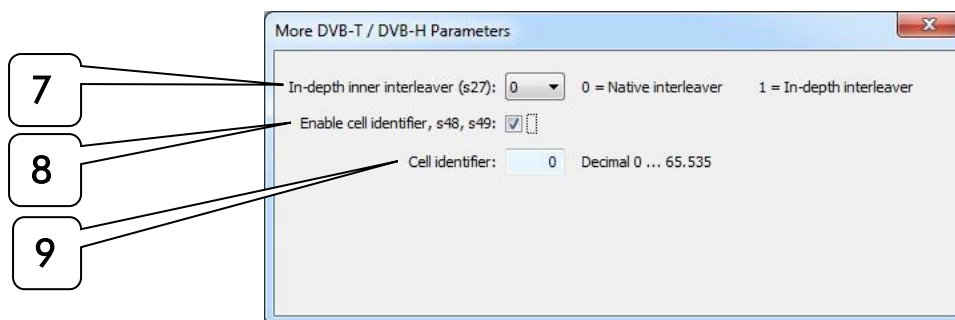 More DVB-T / DVB-H Parameters
7
In-depth inner interleaver (s27): 0 0 = Native interleaver 1 = In-depth interleaver
8
Enable cell identifier, s48, s49:
9
Cell identifier: 0 Decimal 0 ... 65.535